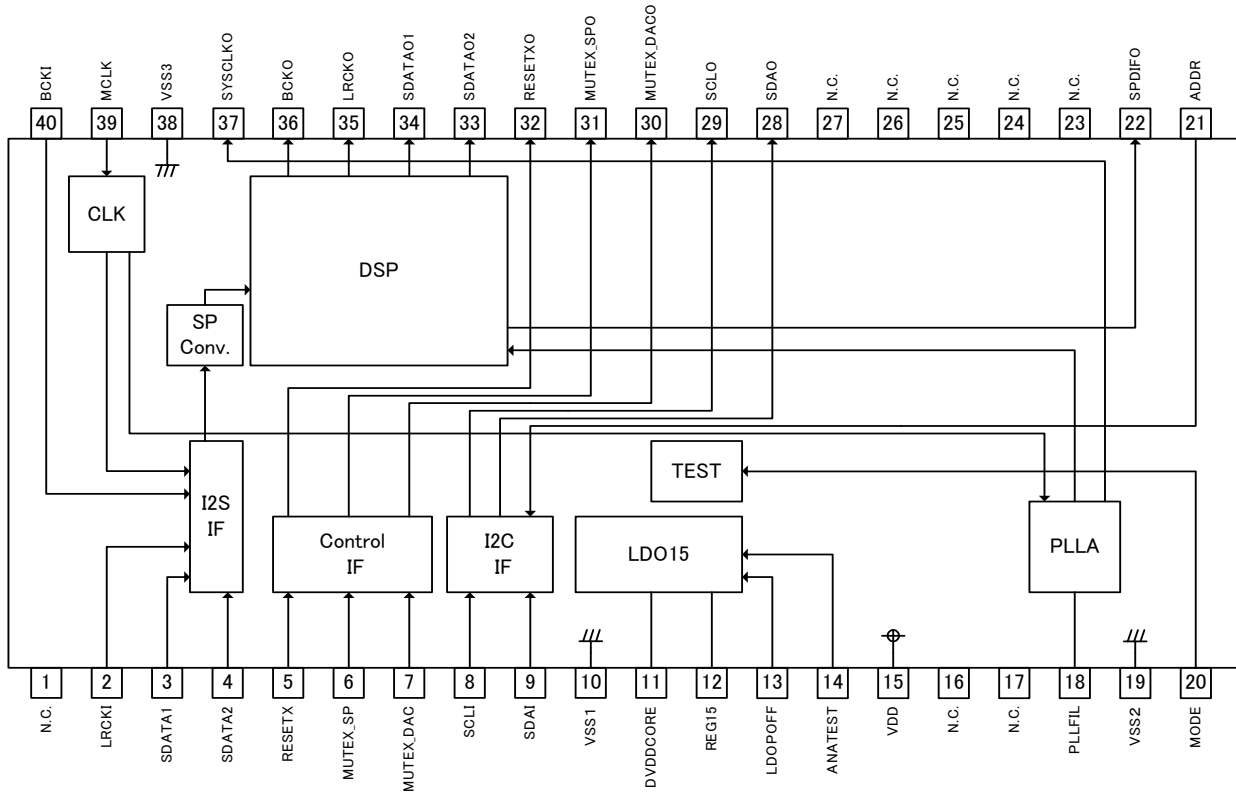 BCKI
MCLK
VSS3
SYSCLKO
BCKO
LRCKO
SDATAO1
SDATAO2
RESETXO
MUTEX_SPO
MUTEX_DACO
SCLO
SDAO
N.C.
N.C.
N.C.
N.C.
N.C.
SPDIFO
ADDR
40
39
38
37
36
35
34
33
32
31
30
29
28
27
26
25
24
23
22
21
CLK
DSP
SP
Conv.
TEST
I2S
IF
Control
IF
I2C
IF
LDO15
PLLA
1
2
3
4
5
6
7
8
9
10
11
12
13
14
15
16
17
18
19
20
N.C.
LRCKI
SDATA1
SDATA2
RESETX
MUTEX_SP
MUTEX_DAC
SCLI
SDAI
VSS1
DVDDCORE
REG15
LDOPOFF
ANATEST
VDD
N.C.
N.C.
PLLFIL
VSS2
MODE